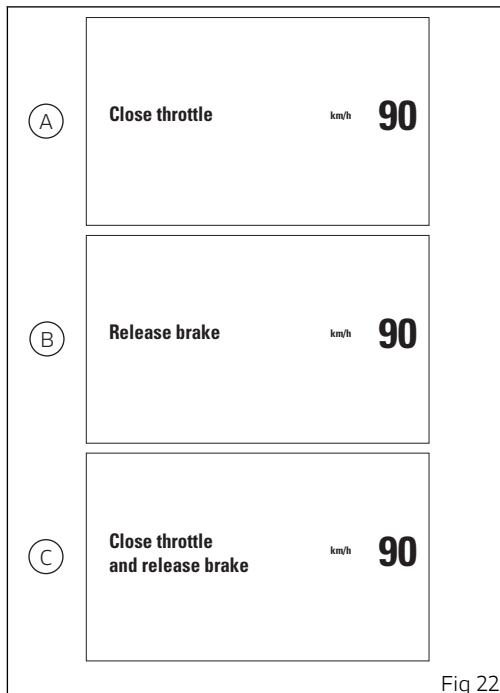 A
Close throttle km/h 90
B
Release brake km/h 90
C
Close throttle
and release brake km/h 90
Fig 22